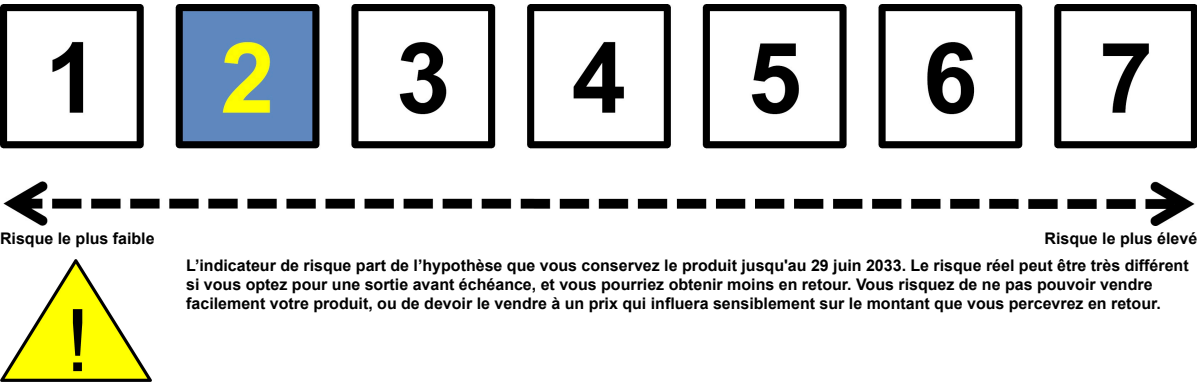 1 2 3 4 5 6 7
Risque le plus faible Risque le plus élevé
L'indicateur de risque part de l'hypothèse que vous conservez le produit jusqu'au 29 juin 2033. Le risque réel peut être très différent
si vous optez pour une sortie avant échéance, et vous pourriez obtenir moins en retour. Vous risquez de ne pas pouvoir vendre
facilement votre produit, ou de devoir le vendre à un prix qui influera sensiblement sur le montant que vous percevrez en retour.
!